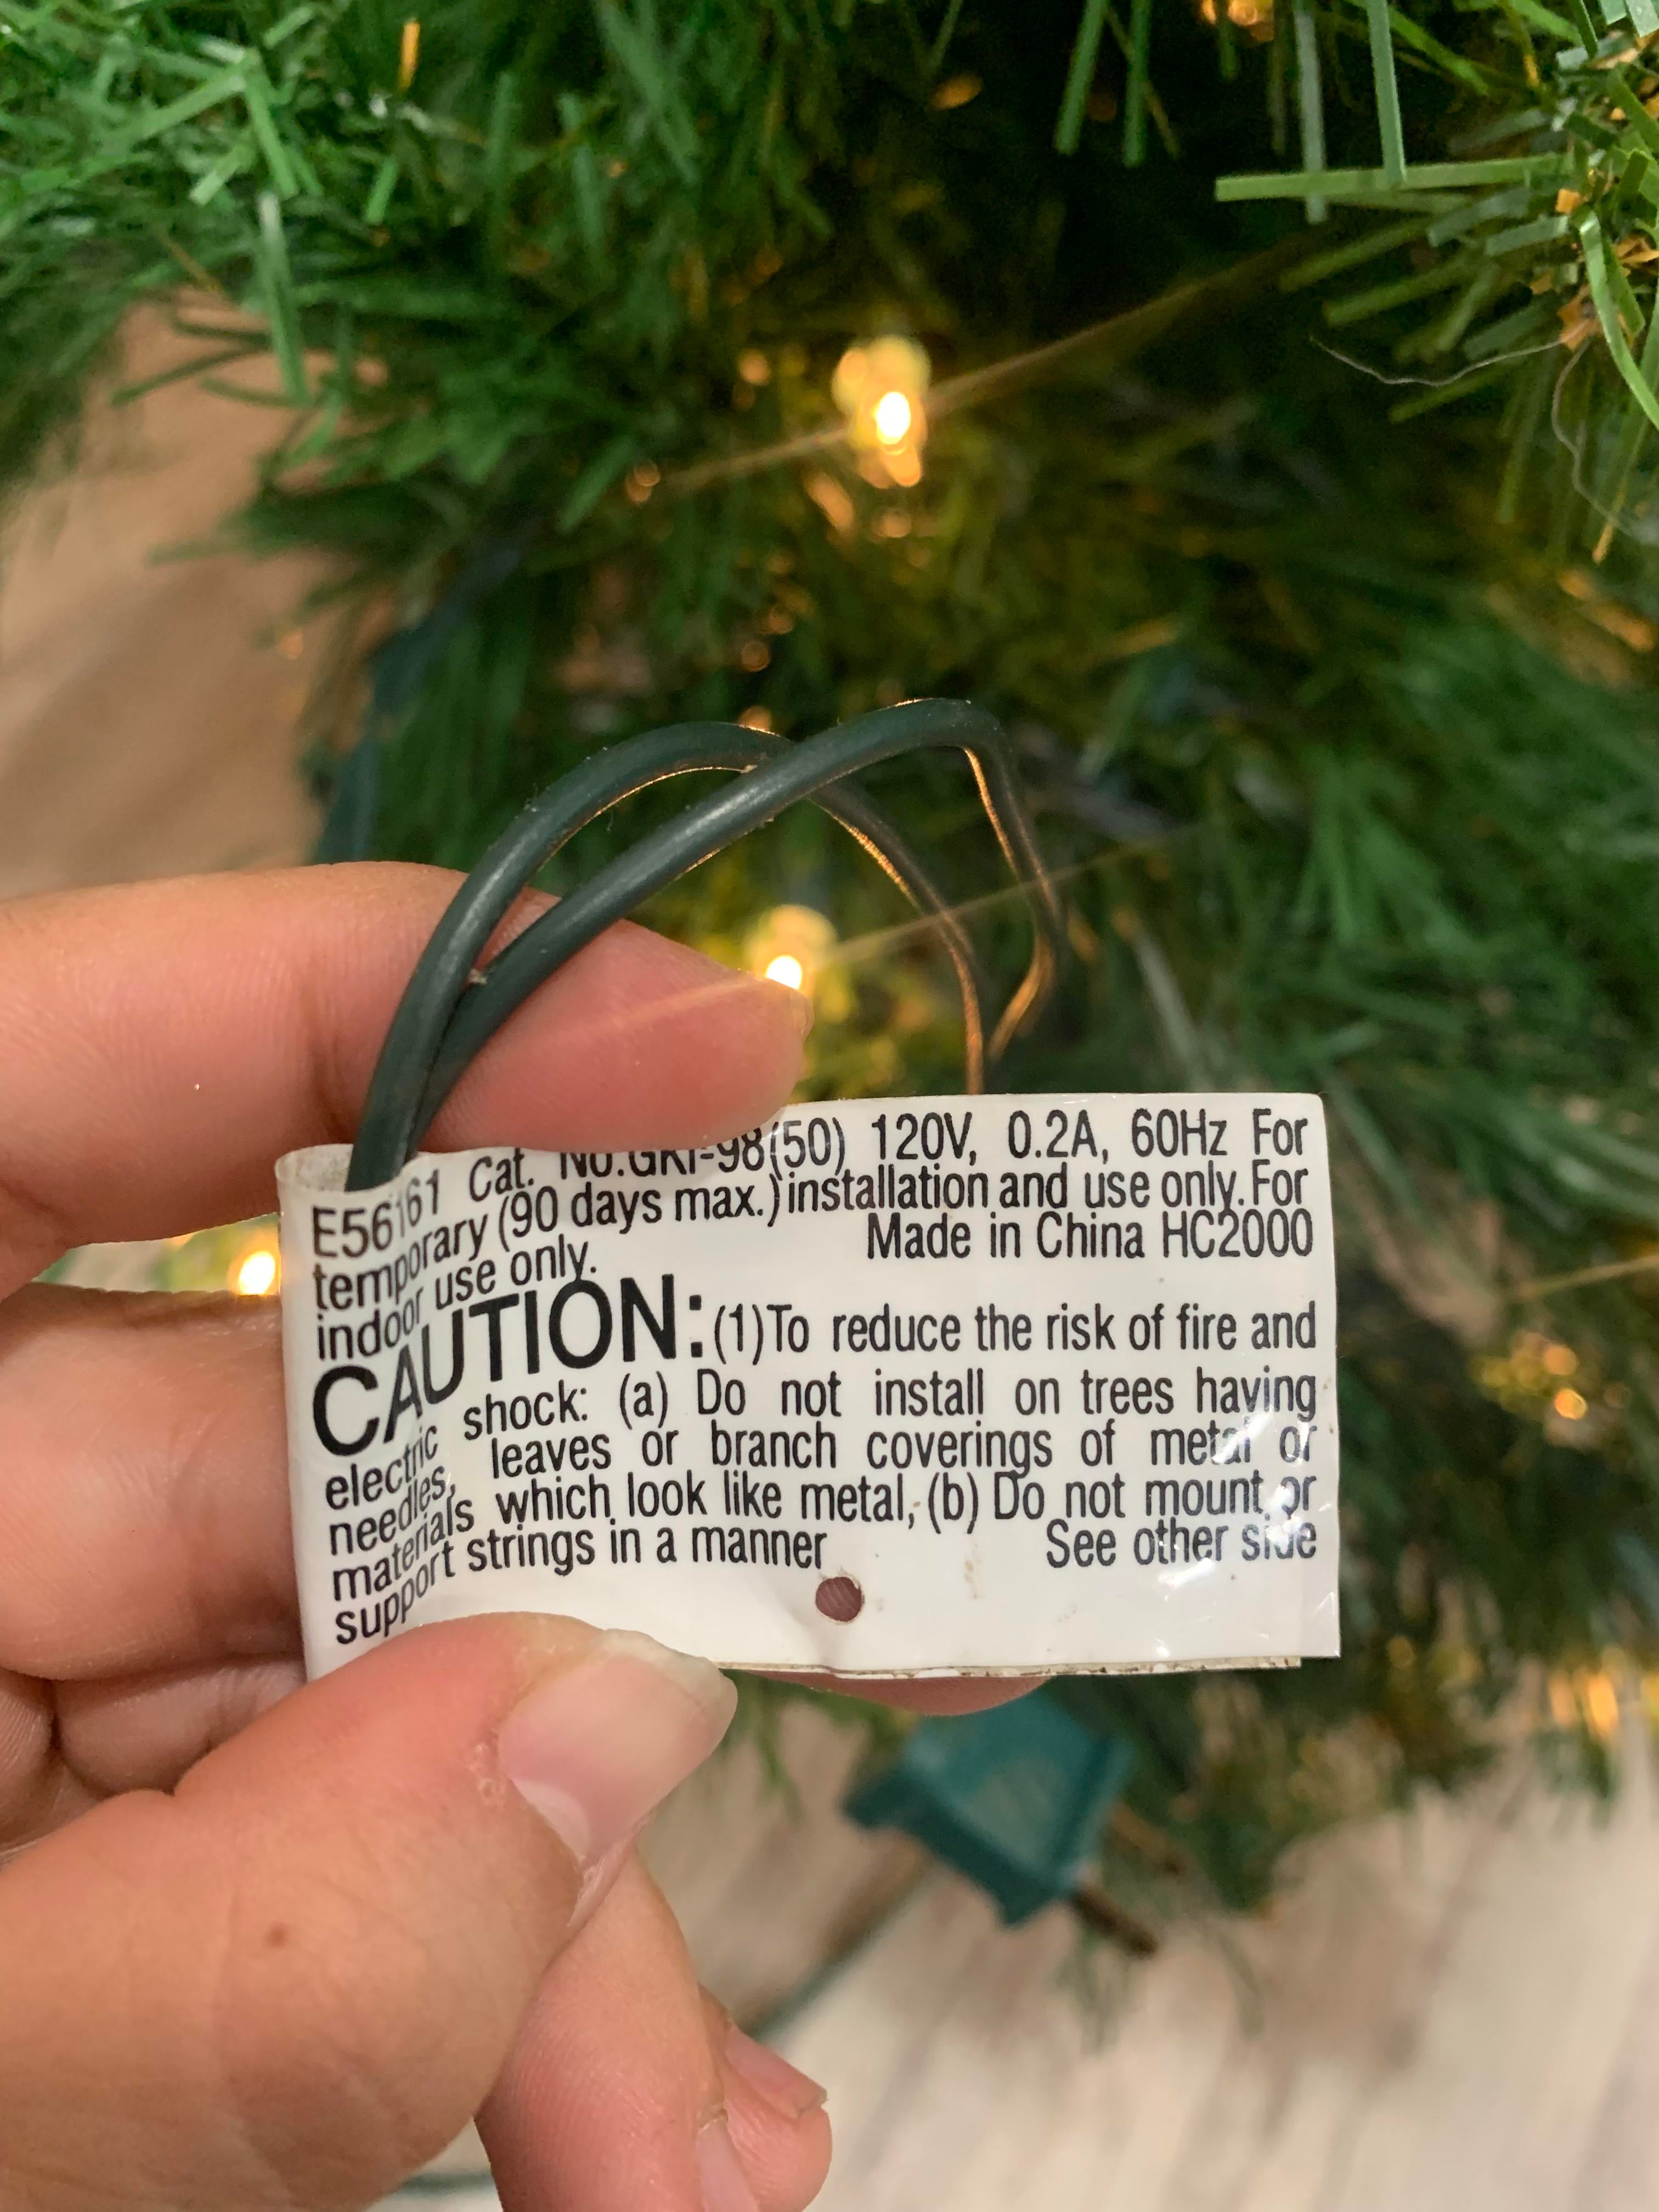 E56161 Cat. No.GKI-98(50) 120V, 0.2A, 60Hz For
temporary (90 days max.) installation and use only. For
indoor use only. Made in China HC2000
CAUTION: (1)To reduce the risk of fire and
electric shock: (a) Do not install on trees having
needles, leaves or branch coverings of metal or
materials which look like metal, (b) Do not mount or
support strings in a manner See other side